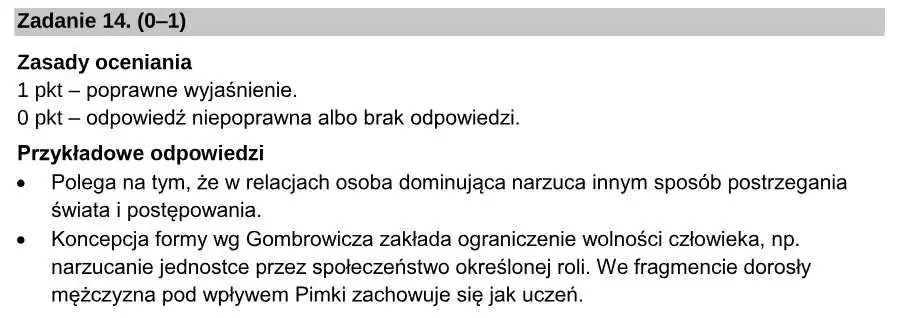 Zadanie 14. (0–1)
Zasady oceniania
1 pkt – poprawne wyjaśnienie.
0 pkt – odpowiedź niepoprawna albo brak odpowiedzi.
Przykładowe odpowiedzi
• Polega na tym, że w relacjach osoba dominująca narzuca innym sposób postrzegania
świata i postępowania.
• Koncepcja formy wg Gombrowicza zakłada ograniczenie wolności człowieka, np.
narzucanie jednostce przez społeczeństwo określonej roli. We fragmencie dorosły
mężczyzna pod wpływem Pimki zachowuje się jak uczeń.